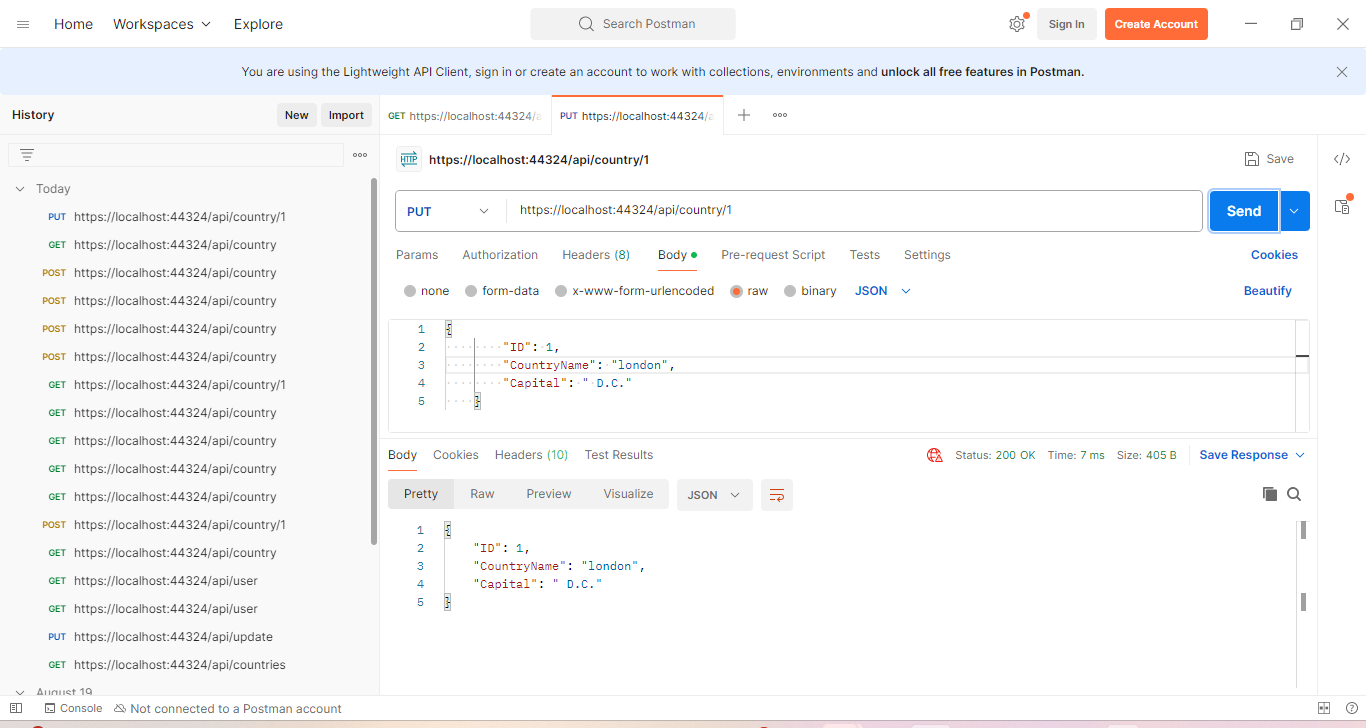 Home Workspaces Explore Search Postman Sign In Create Account
You are using the Lightweight API Client, sign in or create an account to work with collections, environments and unlock all free features in Postman.
History New Import
GET https://localhost:44324/a PUT https://localhost:44324/a
HTTP https://localhost:44324/api/country/1 Save </>
Today
PUT https://localhost:44324/api/country/1
GET https://localhost:44324/api/country
POST https://localhost:44324/api/country
POST https://localhost:44324/api/country
POST https://localhost:44324/api/country
POST https://localhost:44324/api/country
GET https://localhost:44324/api/country/1
GET https://localhost:44324/api/country
GET https://localhost:44324/api/country
GET https://localhost:44324/api/country
GET https://localhost:44324/api/country
POST https://localhost:44324/api/country/1
GET https://localhost:44324/api/country
GET https://localhost:44324/api/user
GET https://localhost:44324/api/user
PUT https://localhost:44324/api/update
GET https://localhost:44324/api/countries
August 19
PUT https://localhost:44324/api/country/1 Send
Params Authorization Headers (8) Body Pre-request Script Tests Settings Cookies
none form-data x-www-form-urlencoded raw binary JSON Beautify
1 {
2 "ID": 1,
3 "CountryName": "london",
4 "Capital": " D.C."
5 }
Body Cookies Headers (10) Test Results Status: 200 OK Time: 7 ms Size: 405 B Save Response
Pretty Raw Preview Visualize JSON
1 {
2 "ID": 1,
3 "CountryName": "london",
4 "Capital": " D.C."
5 }
Console Not connected to a Postman account